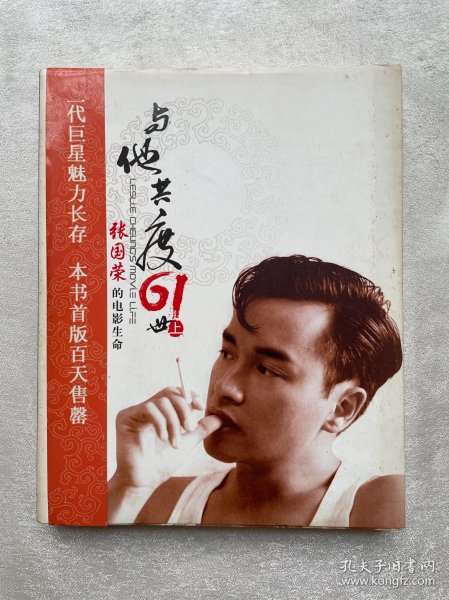 一代巨星魅力长存 本书首版百天售罄
与他共度61世
上
LESLIE CHEUNG'S MOVIE LIFE
张国荣的电影生命
孔夫子旧书网
www.kongfz.com